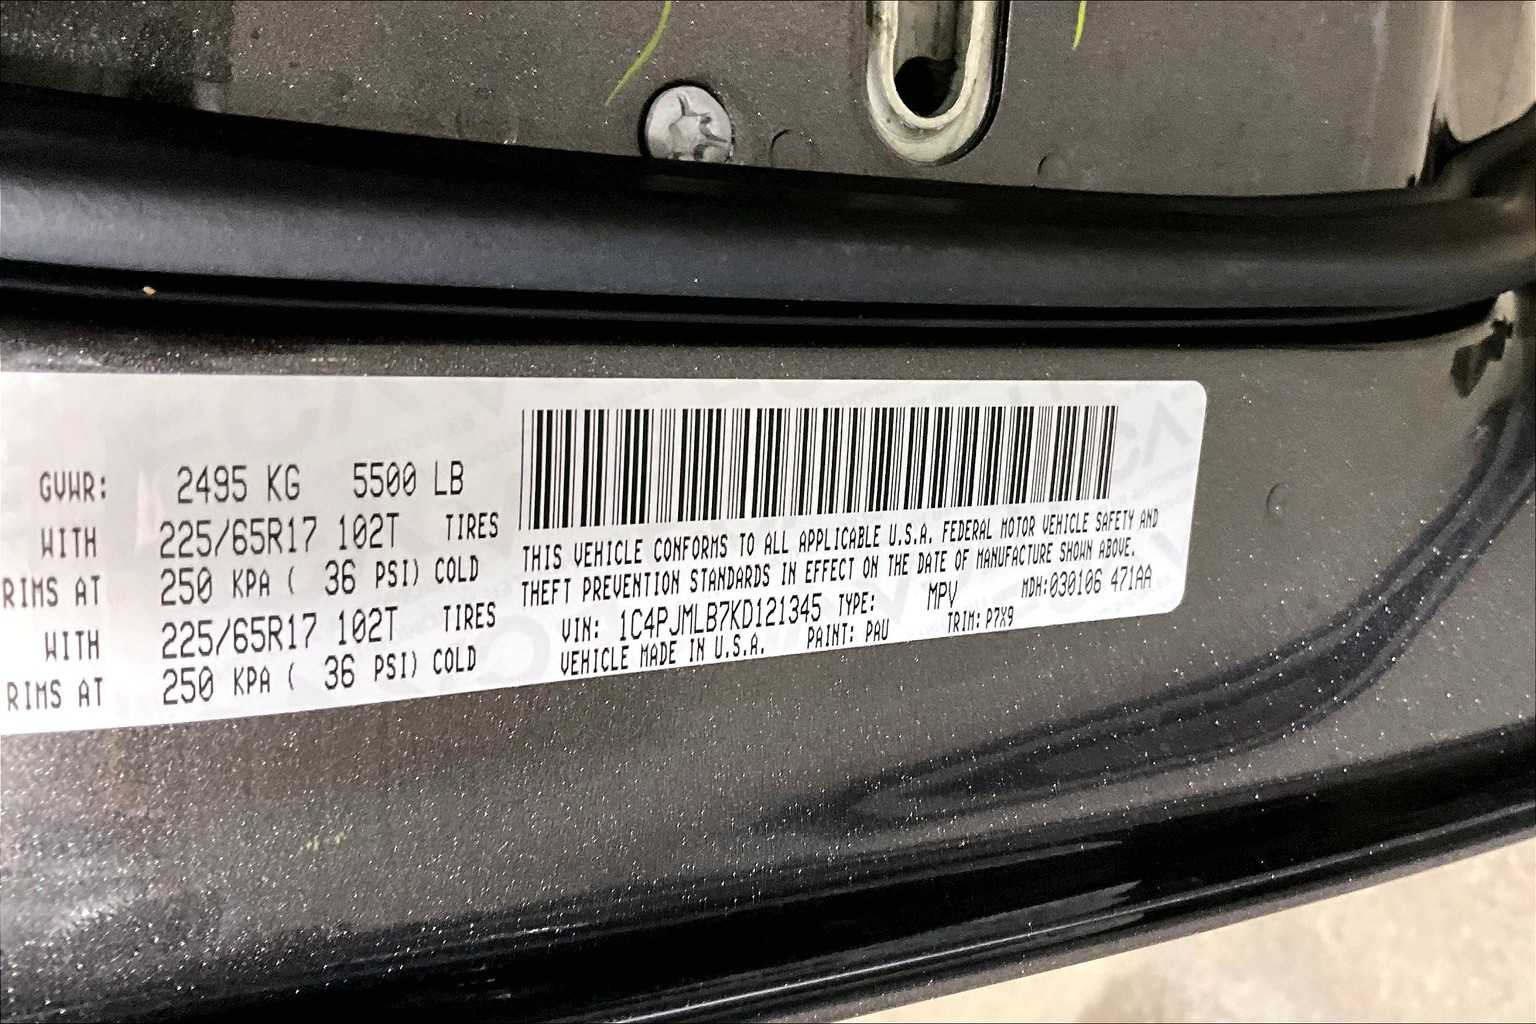 GVWR: 2495 KG 5500 LB
WITH 225/65R17 102T TIRES
RIMS AT 250 KPA ( 36 PSI) COLD
WITH 225/65R17 102T TIRES
RIMS AT 250 KPA ( 36 PSI) COLD
THIS VEHICLE CONFORMS TO ALL APPLICABLE U.S.A. FEDERAL MOTOR VEHICLE SAFETY AND
THEFT PREVENTION STANDARDS IN EFFECT ON THE DATE OF MANUFACTURE SHOWN ABOVE.
VIN: 1C4PJMLB7KD121345 TYPE: MPV MDH:030106 471AA
VEHICLE MADE IN U.S.A. PAINT: PAU TRIM: P7X9